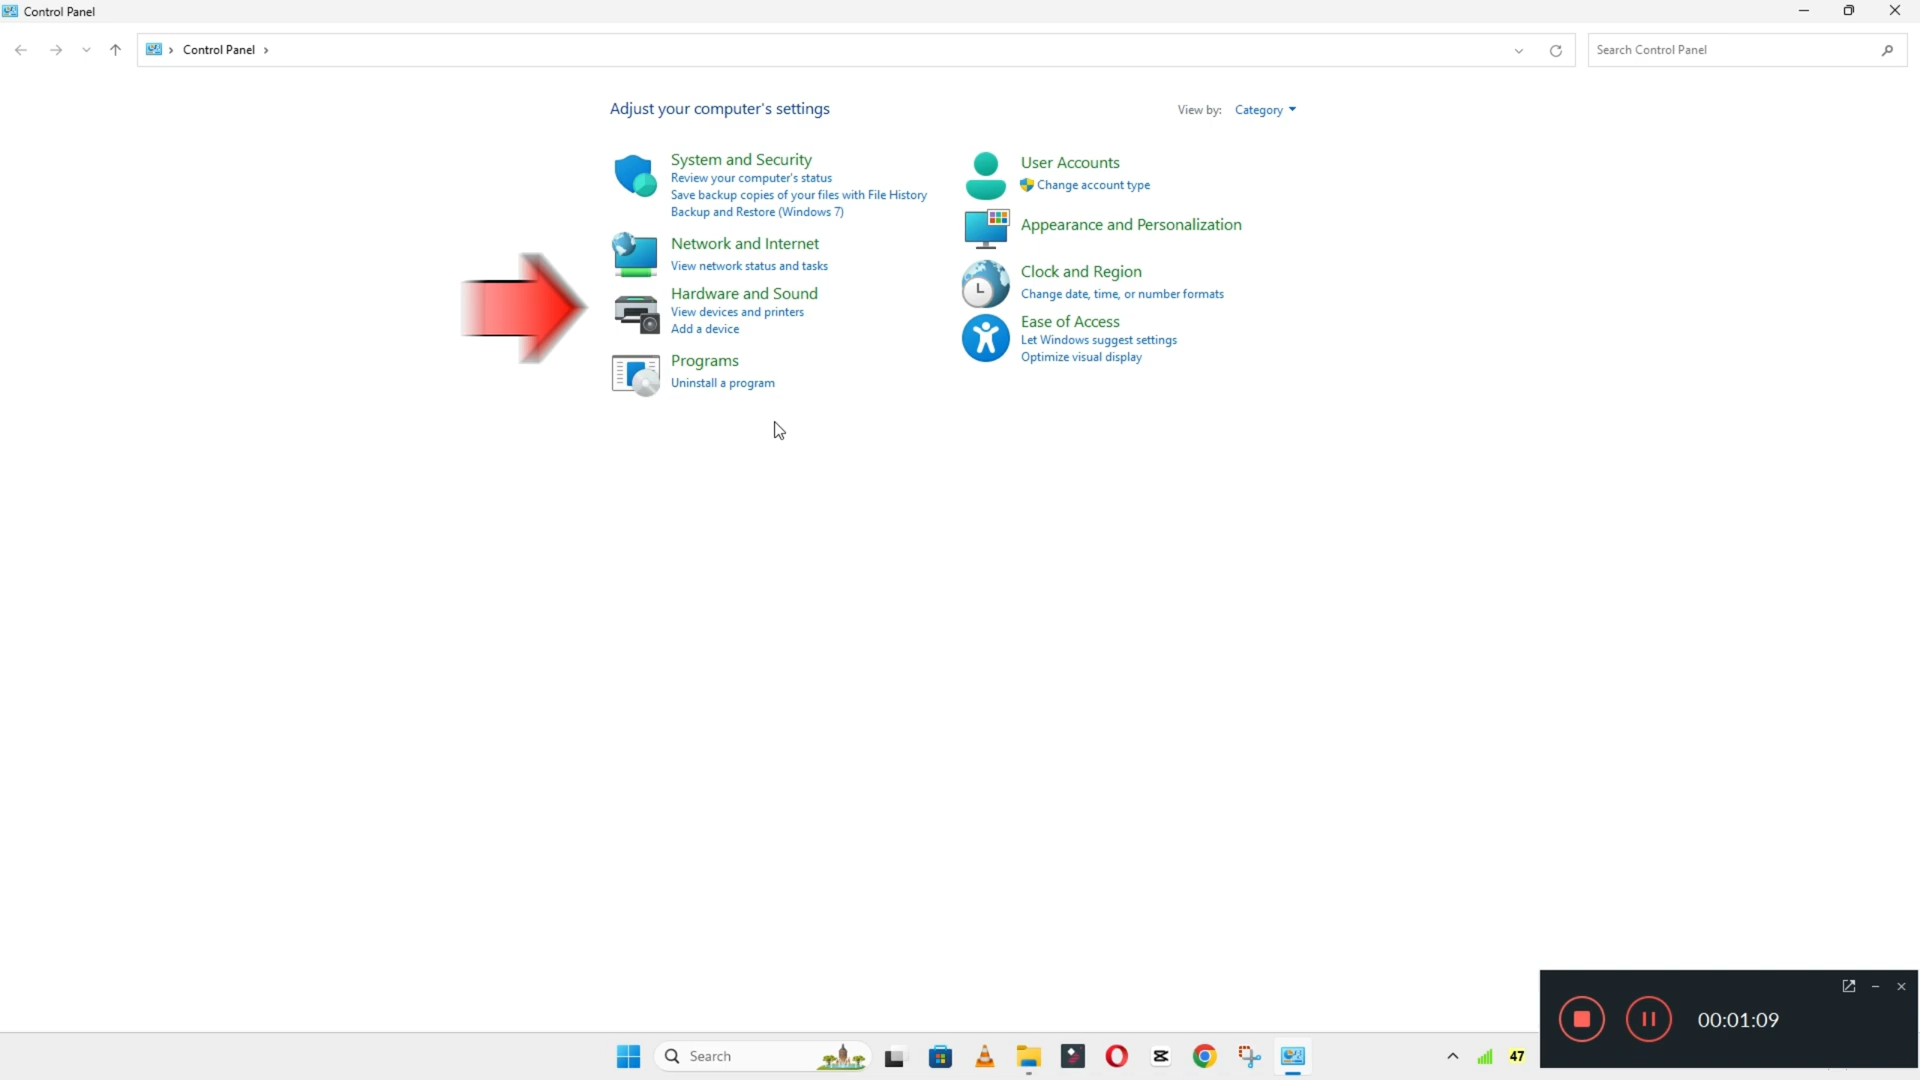 Control Panel
Control Panel
Search Control Panel
Adjust your computer's settings
View by: Category
System and Security
Review your computer's status
Save backup copies of your files with File History
Backup and Restore (Windows 7)
Network and Internet
View network status and tasks
Hardware and Sound
View devices and printers
Add a device
Programs
Uninstall a program
User Accounts
Change account type
Appearance and Personalization
Clock and Region
Change date, time, or number formats
Ease of Access
Let Windows suggest settings
Optimize visual display
00:01:09
Search
47